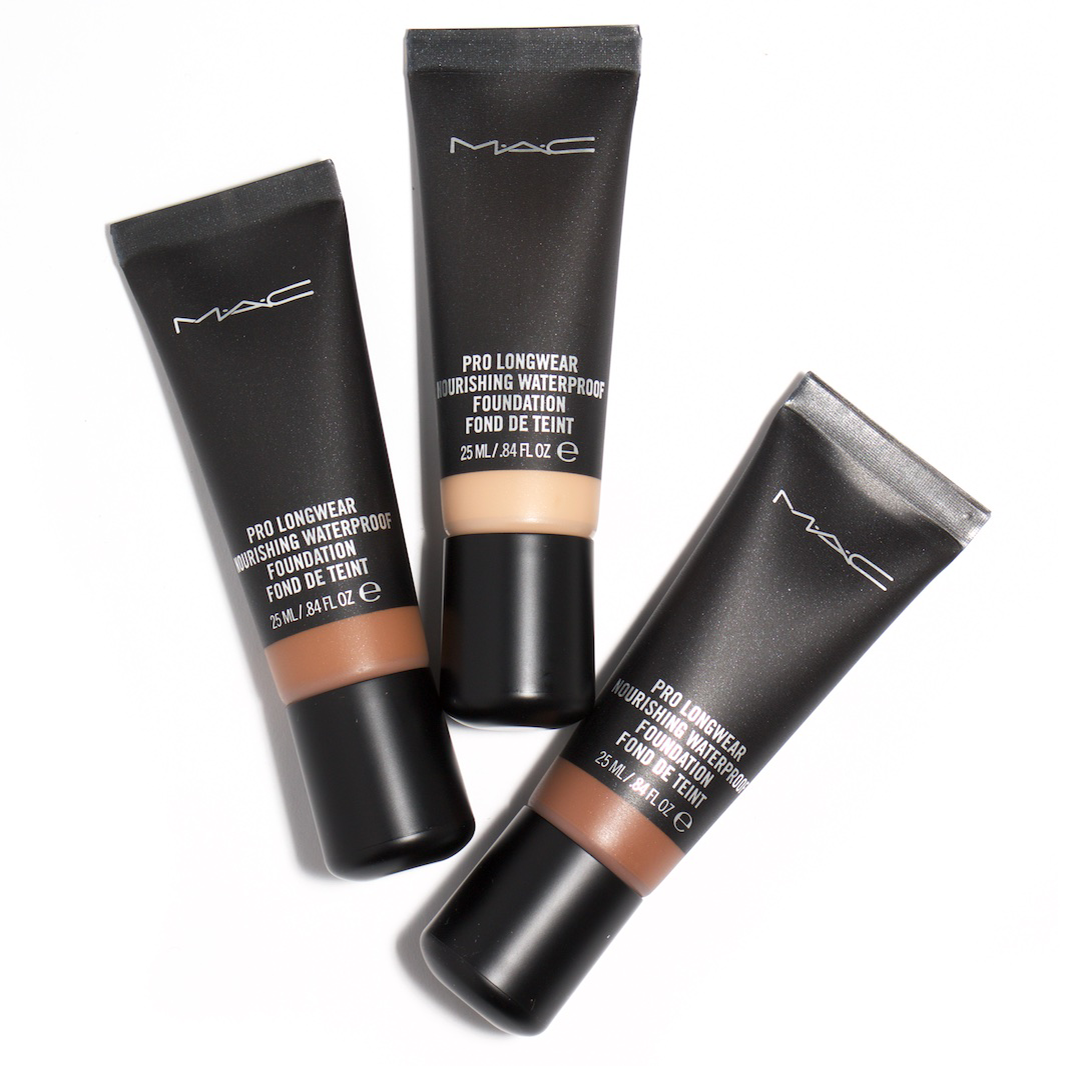 M·A·C
PRO LONGWEAR
NOURISHING WATERPROOF
FOUNDATION
FOND DE TEINT
25 ML / .84 FL OZ ℮
M·A·C
PRO LONGWEAR
NOURISHING WATERPROOF
FOUNDATION
FOND DE TEINT
25 ML / .84 FL OZ ℮
M·A·C
PRO LONGWEAR
NOURISHING WATERPROOF
FOUNDATION
FOND DE TEINT
25 ML / .84 FL OZ ℮